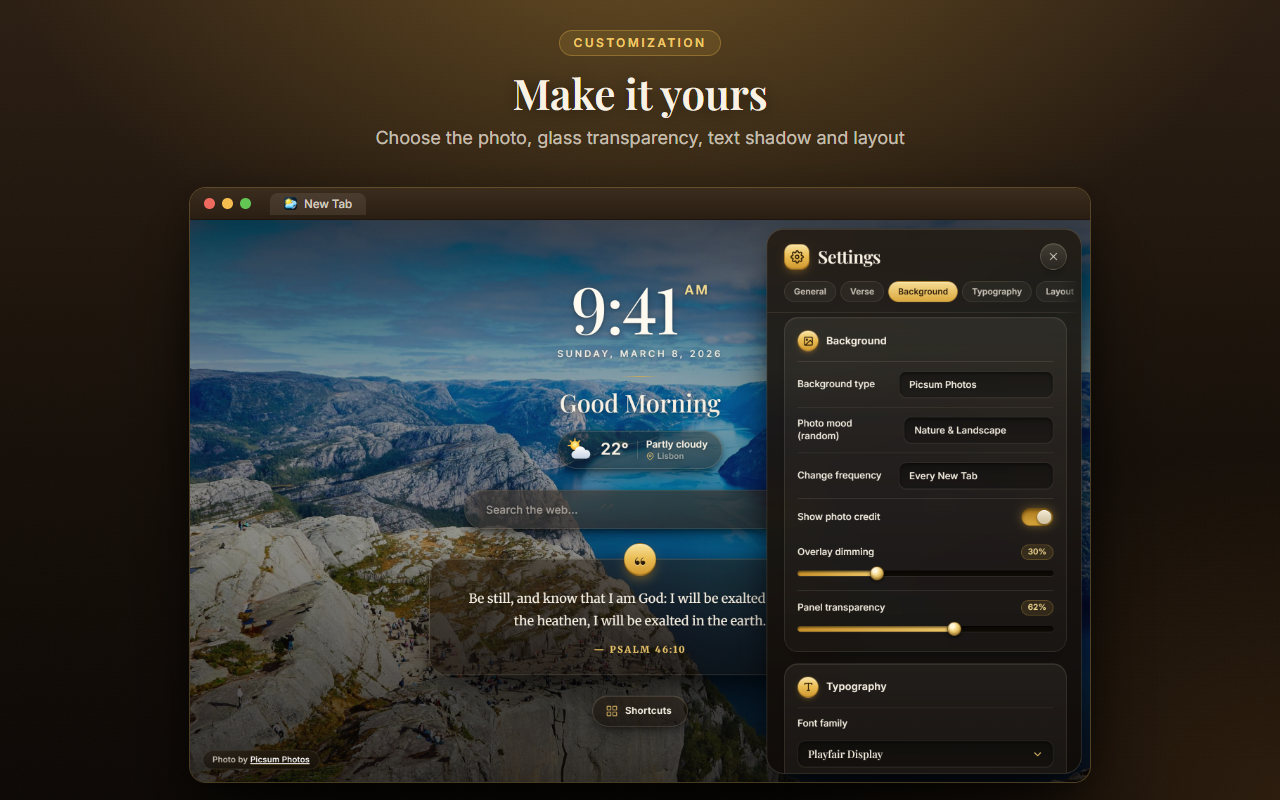 CUSTOMIZATION
Make it yours
Choose the photo, glass transparency, text shadow and layout
New Tab
9:41 AM
SUNDAY, MARCH 8, 2026
Good Morning
22°
Partly cloudy
Lisbon
Search the web...
Be still, and know that I am God: I will be exalted
the heathen, I will be exalted in the earth.
— PSALM 46:10
Shortcuts
Photo by Picsum Photos
Settings
General
Verse
Background
Typography
Layout
Background
Background type
Picsum Photos
Photo mood
(random)
Nature & Landscape
Change frequency
Every New Tab
Show photo credit
Overlay dimming
30%
Panel transparency
62%
Typography
Font family
Playfair Display